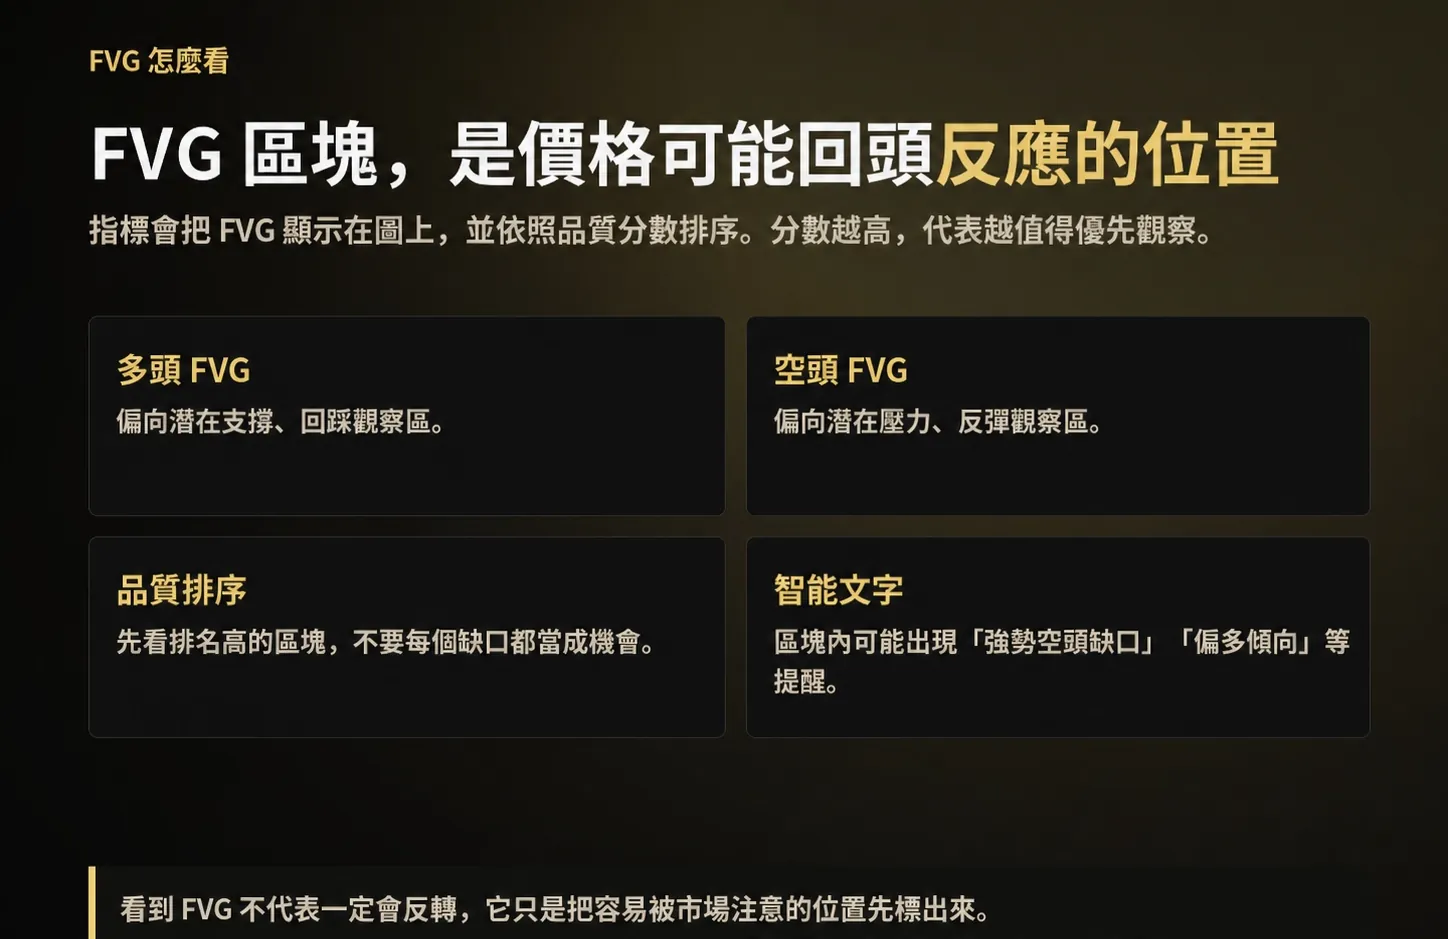 FVG 怎麼看
FVG 區塊，是價格可能回頭反應的位置
指標會把 FVG 顯示在圖上，並依照品質分數排序。分數越高，代表越值得優先觀察。
多頭 FVG
偏向潛在支撐、回踩觀察區。
空頭 FVG
偏向潛在壓力、反彈觀察區。
品質排序
先看排名高的區塊，不要每個缺口都當成機會。
智能文字
區塊內可能出現「強勢空頭缺口」「偏多傾向」等
提醒。
看到 FVG 不代表一定會反轉，它只是把容易被市場注意的位置先標出來。